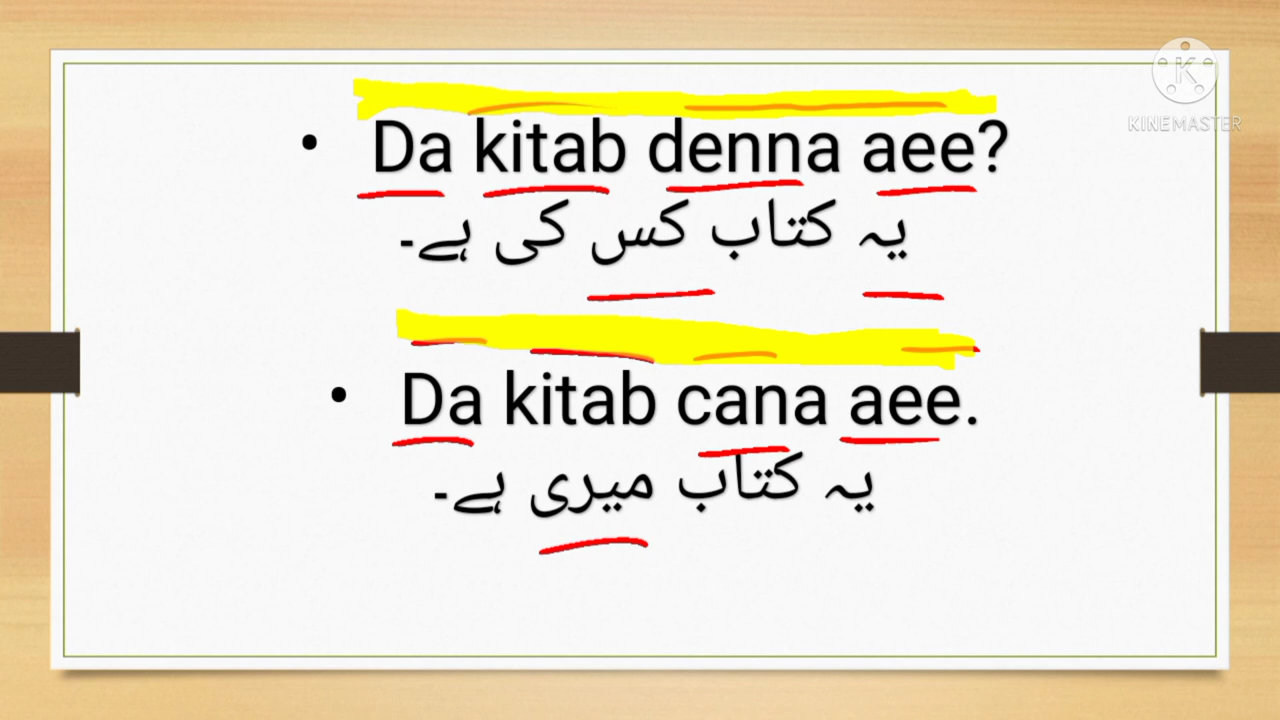 KINEMASTER
• Da kitab denna aee?
یہ کتاب کس کی ہے۔
• Da kitab cana aee.
یہ کتاب میری ہے۔